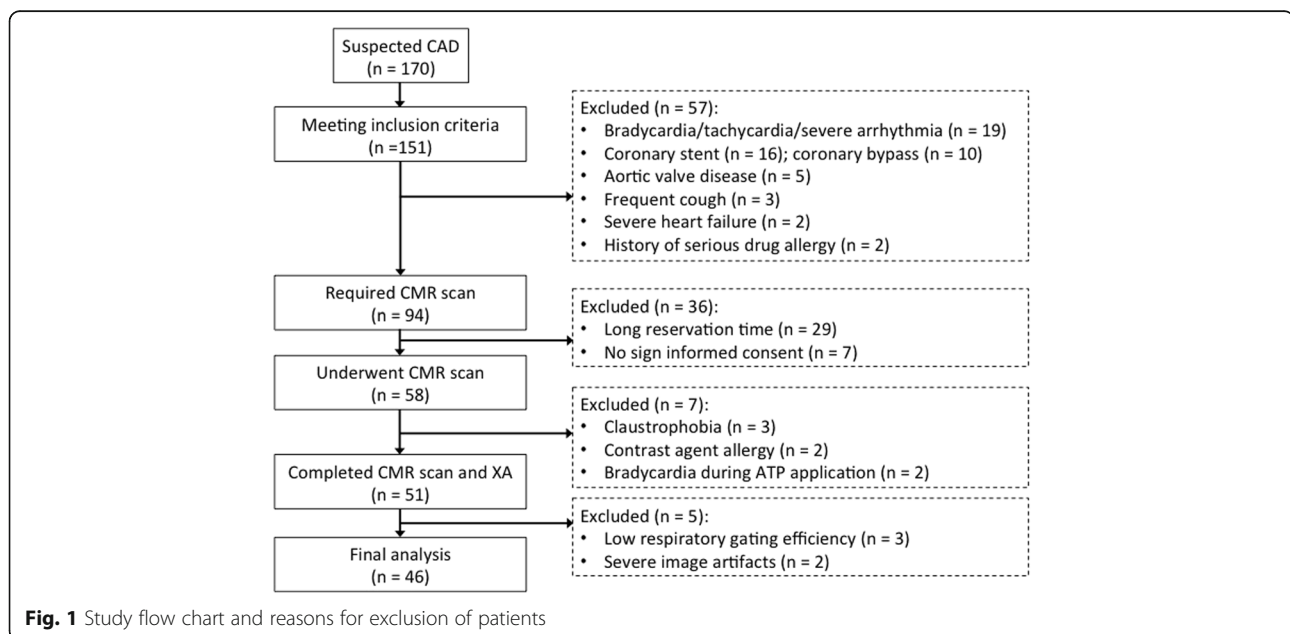 Suspected CAD
(n = 170)
Meeting inclusion criteria
(n =151)
Excluded (n = 57):
• Bradycardia/tachycardia/severe arrhythmia (n = 19)
• Coronary stent (n = 16); coronary bypass (n = 10)
• Aortic valve disease (n = 5)
• Frequent cough (n = 3)
• Severe heart failure (n = 2)
• History of serious drug allergy (n = 2)
Required CMR scan
(n = 94)
Excluded (n = 36):
• Long reservation time (n = 29)
• No sign informed consent (n = 7)
Underwent CMR scan
(n = 58)
Excluded (n = 7):
• Claustrophobia (n = 3)
• Contrast agent allergy (n = 2)
• Bradycardia during ATP application (n = 2)
Completed CMR scan and XA
(n = 51)
Excluded (n = 5):
• Low respiratory gating efficiency (n = 3)
• Severe image artifacts (n = 2)
Final analysis
(n = 46)
Fig. 1 Study flow chart and reasons for exclusion of patients